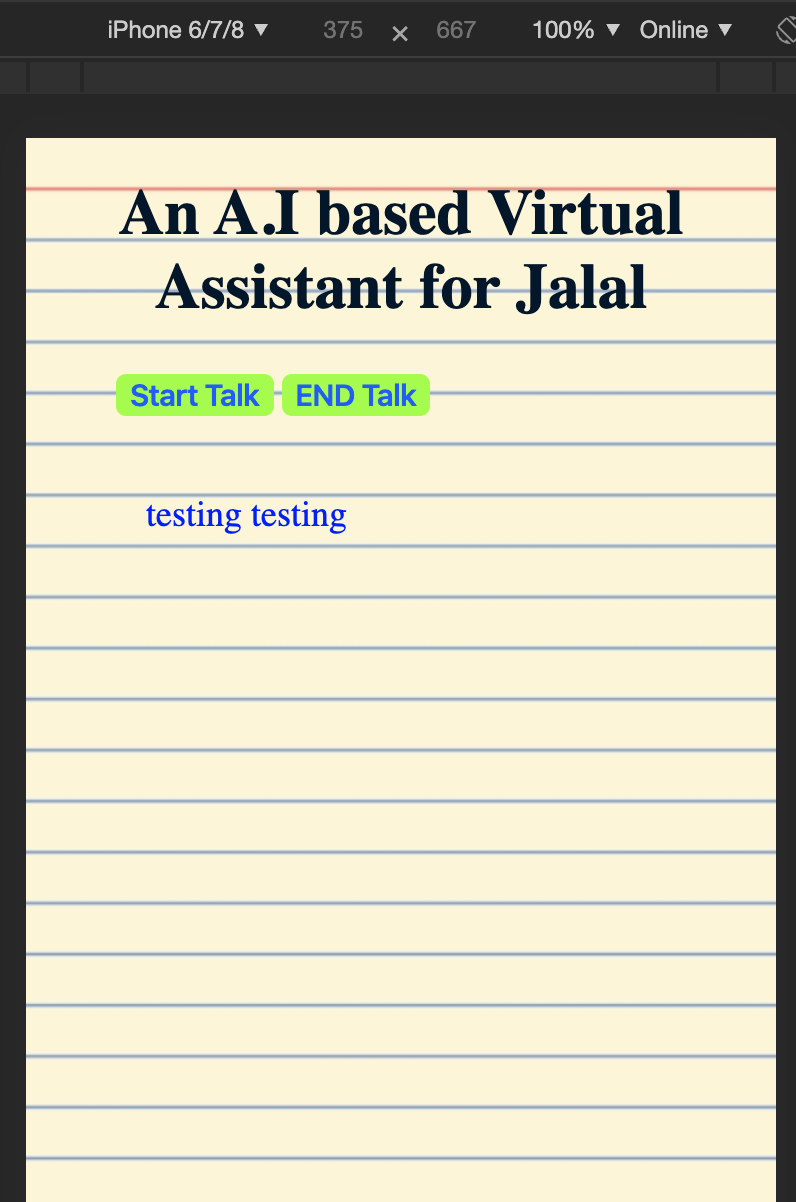 iPhone 6/7/8 ▼ 375 × 667 100% ▼ Online ▼
An A.I based Virtual
Assistant for Jalal
Start Talk END Talk
testing testing